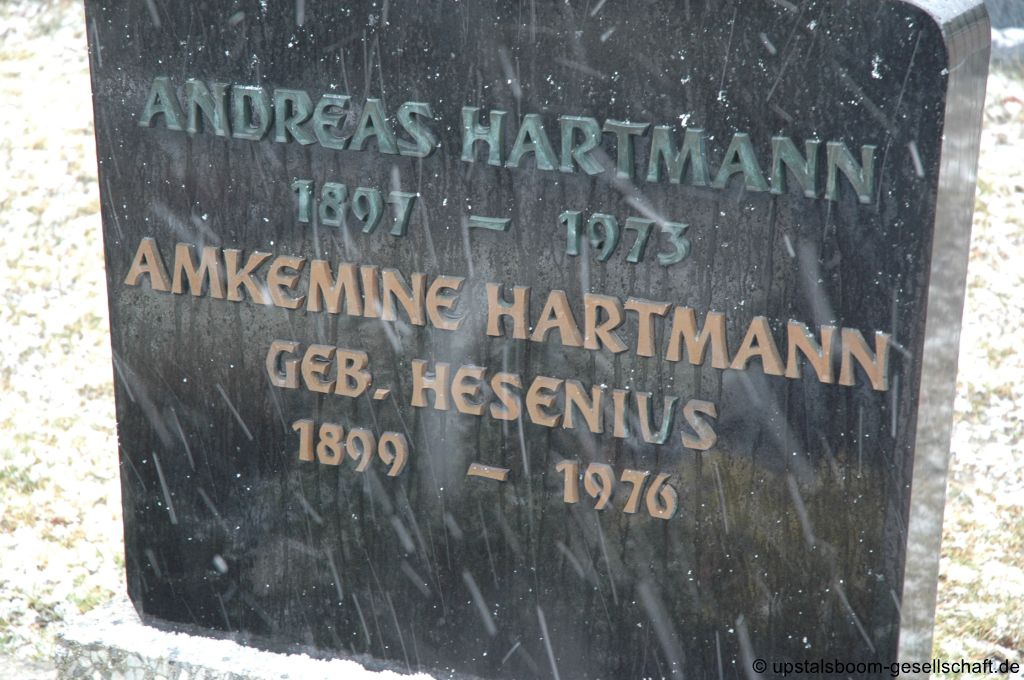 ANDREAS HARTMANN
1897 – 1973
AMKEMINE HARTMANN
GEB. HESENIUS
1899 – 1976
© upstalsboom-gesellschaft.de